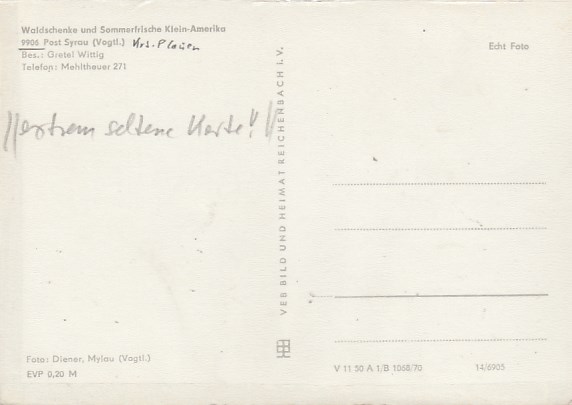 Waldschenke und Sommerfrische Klein-Amerika
9906 Post Syrau (Vogtl.) Krs. Plauen
Bes.: Gretel Wittig
Telefon: Mehltheuer 271
Echt Foto
!!extrem seltene Karte!!
VEB BILD UND HEIMAT REICHENBACH I. V.
Foto: Diener, Mylau (Vogtl.)
EVP 0,20 M
V 11 50 A 1/B 1068/70 14/6905